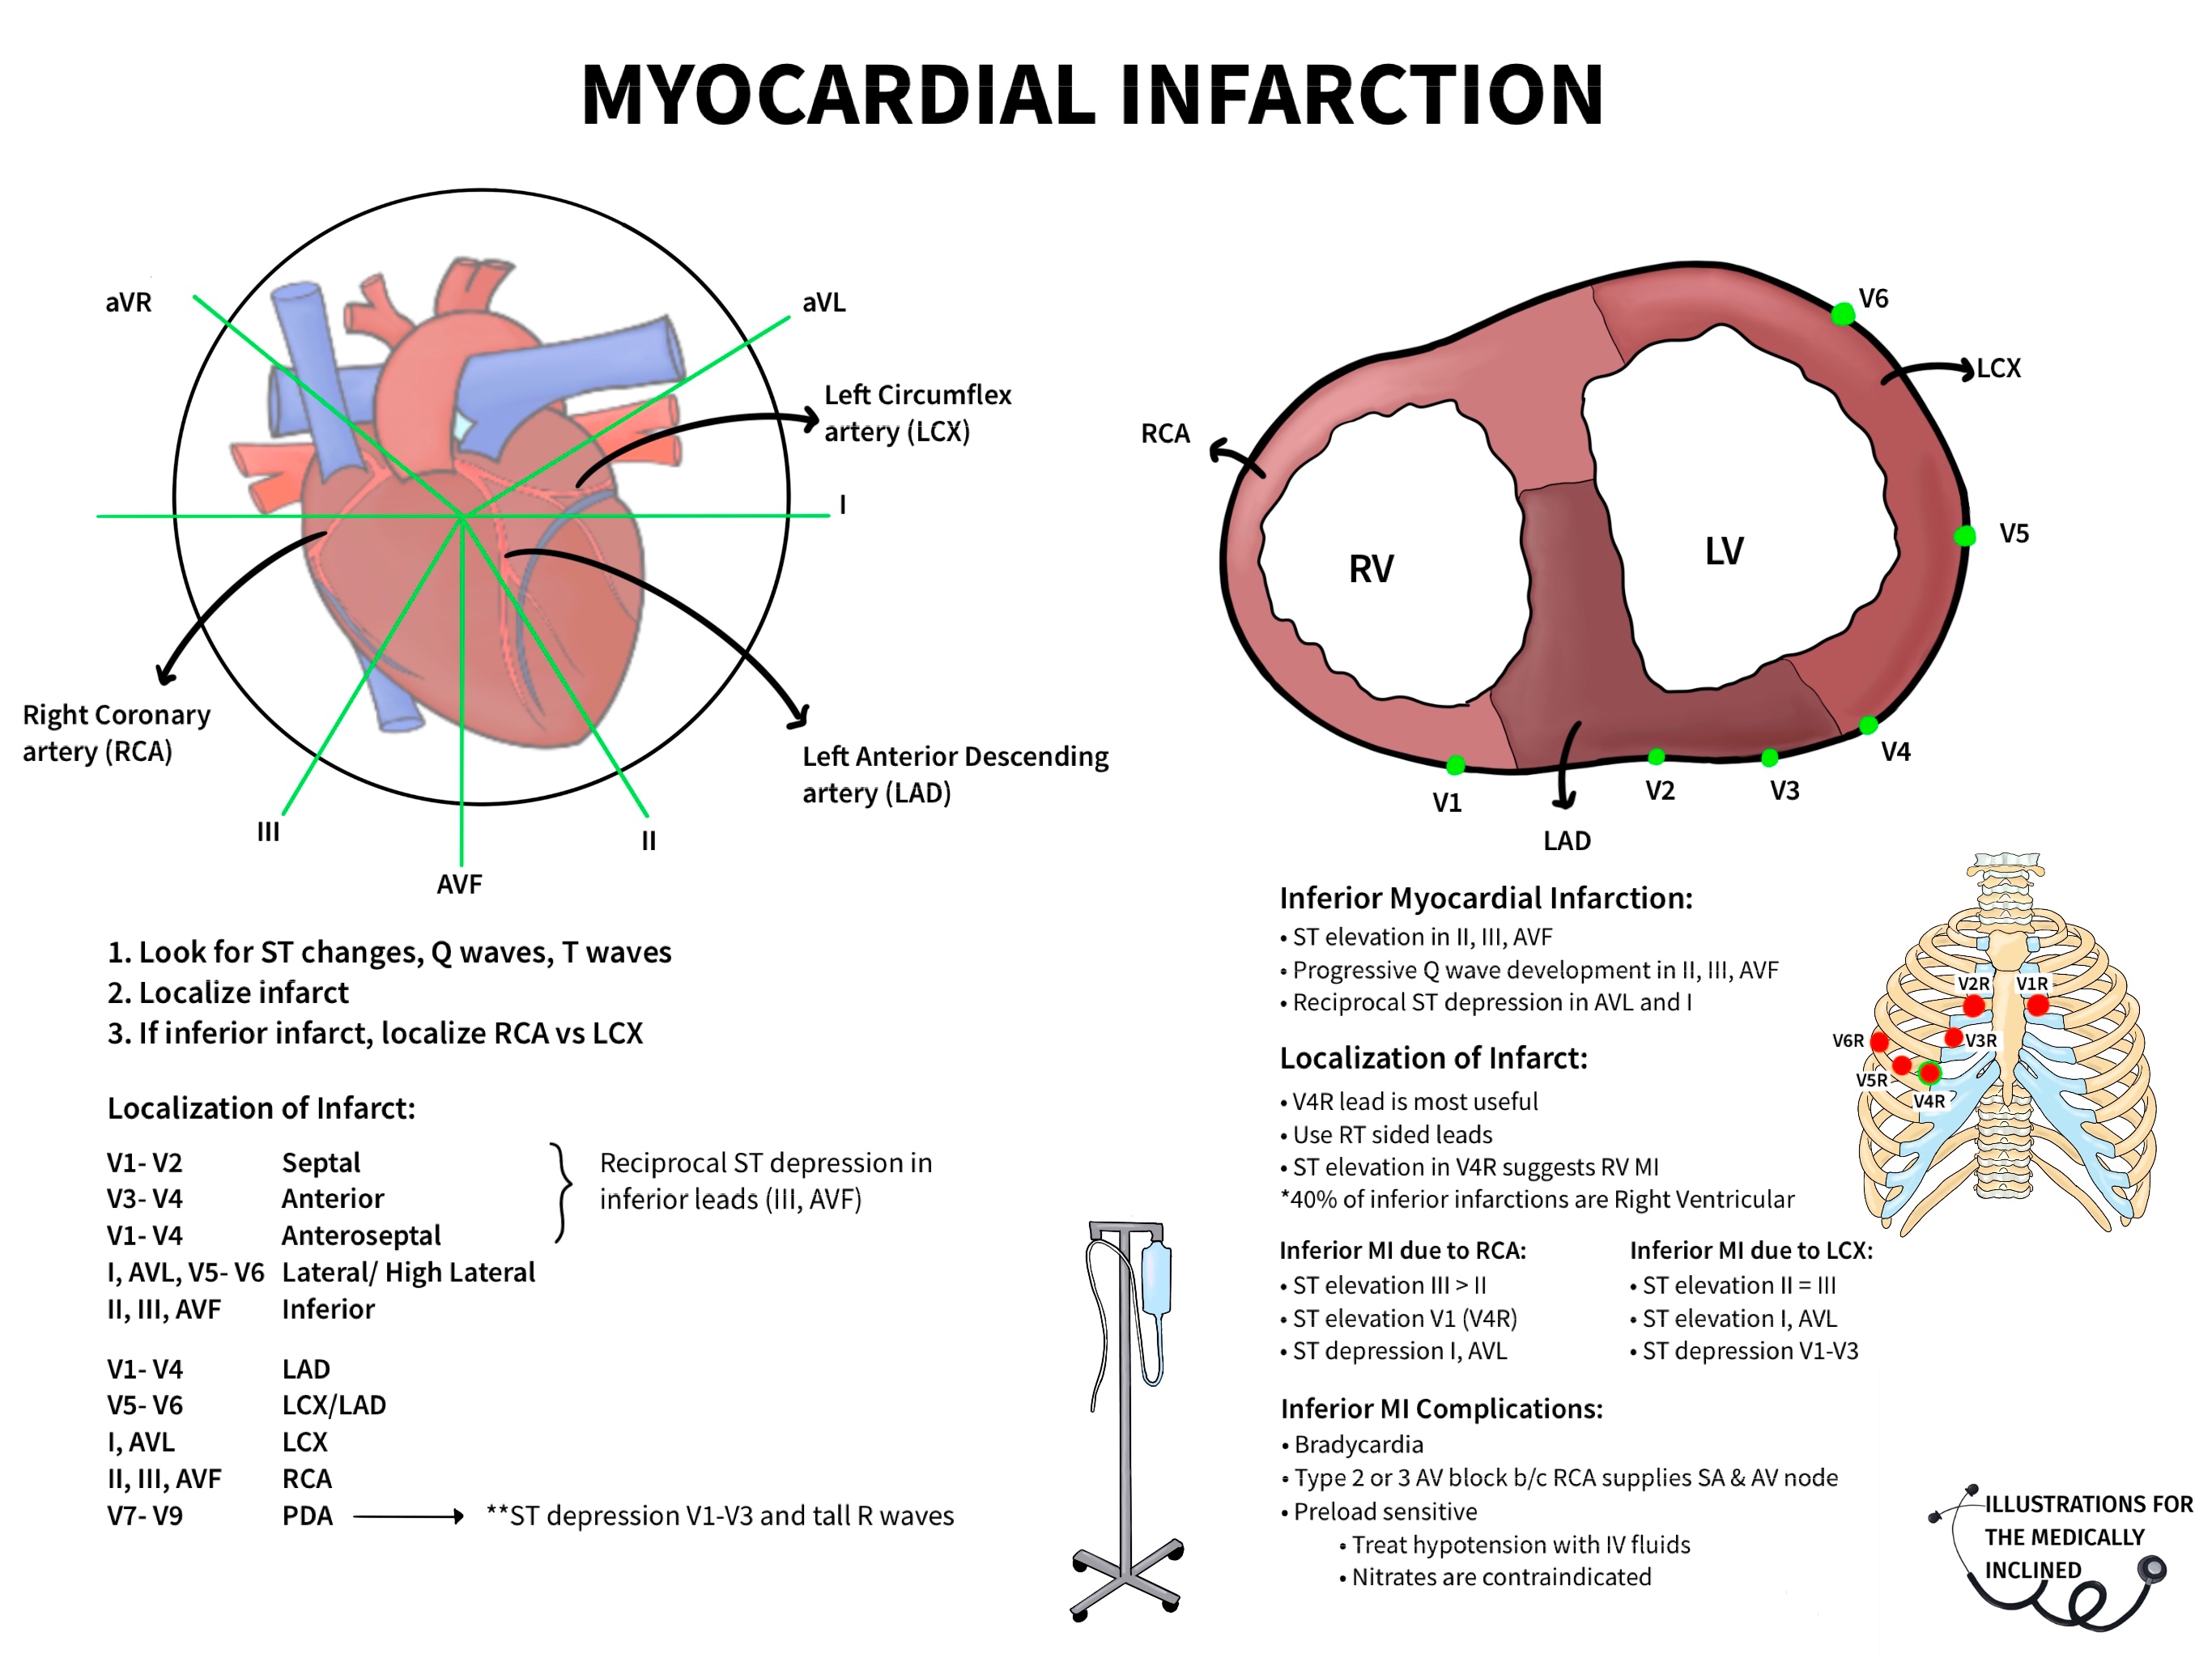 MYOCARDIAL INFARCTION
aVR
aVL
Left Circumflex
artery (LCX)
I
Right Coronary
artery (RCA)
Left Anterior Descending
artery (LAD)
III
II
AVF
V6
LCX
RCA
V5
RV
LV
V4
V1
V2
V3
LAD
1. Look for ST changes, Q waves, T waves
2. Localize infarct
3. If inferior infarct, localize RCA vs LCX
Localization of Infarct:
V1- V2 Septal
V3- V4 Anterior
V1- V4 Anteroseptal
Reciprocal ST depression in
inferior leads (III, AVF)
I, AVL, V5- V6 Lateral/ High Lateral
II, III, AVF Inferior
V1- V4 LAD
V5- V6 LCX/LAD
I, AVL LCX
II, III, AVF RCA
V7- V9 PDA **ST depression V1-V3 and tall R waves
Inferior Myocardial Infarction:
• ST elevation in II, III, AVF
• Progressive Q wave development in II, III, AVF
• Reciprocal ST depression in AVL and I
Localization of Infarct:
• V4R lead is most useful
• Use RT sided leads
• ST elevation in V4R suggests RV MI
*40% of inferior infarctions are Right Ventricular
V2R V1R
V6R V3R
V5R
V4R
Inferior MI due to RCA:
• ST elevation III > II
• ST elevation V1 (V4R)
• ST depression I, AVL
Inferior MI due to LCX:
• ST elevation II = III
• ST elevation I, AVL
• ST depression V1-V3
Inferior MI Complications:
• Bradycardia
• Type 2 or 3 AV block b/c RCA supplies SA & AV node
• Preload sensitive
• Treat hypotension with IV fluids
• Nitrates are contraindicated
ILLUSTRATIONS FOR
THE MEDICALLY
INCLINED